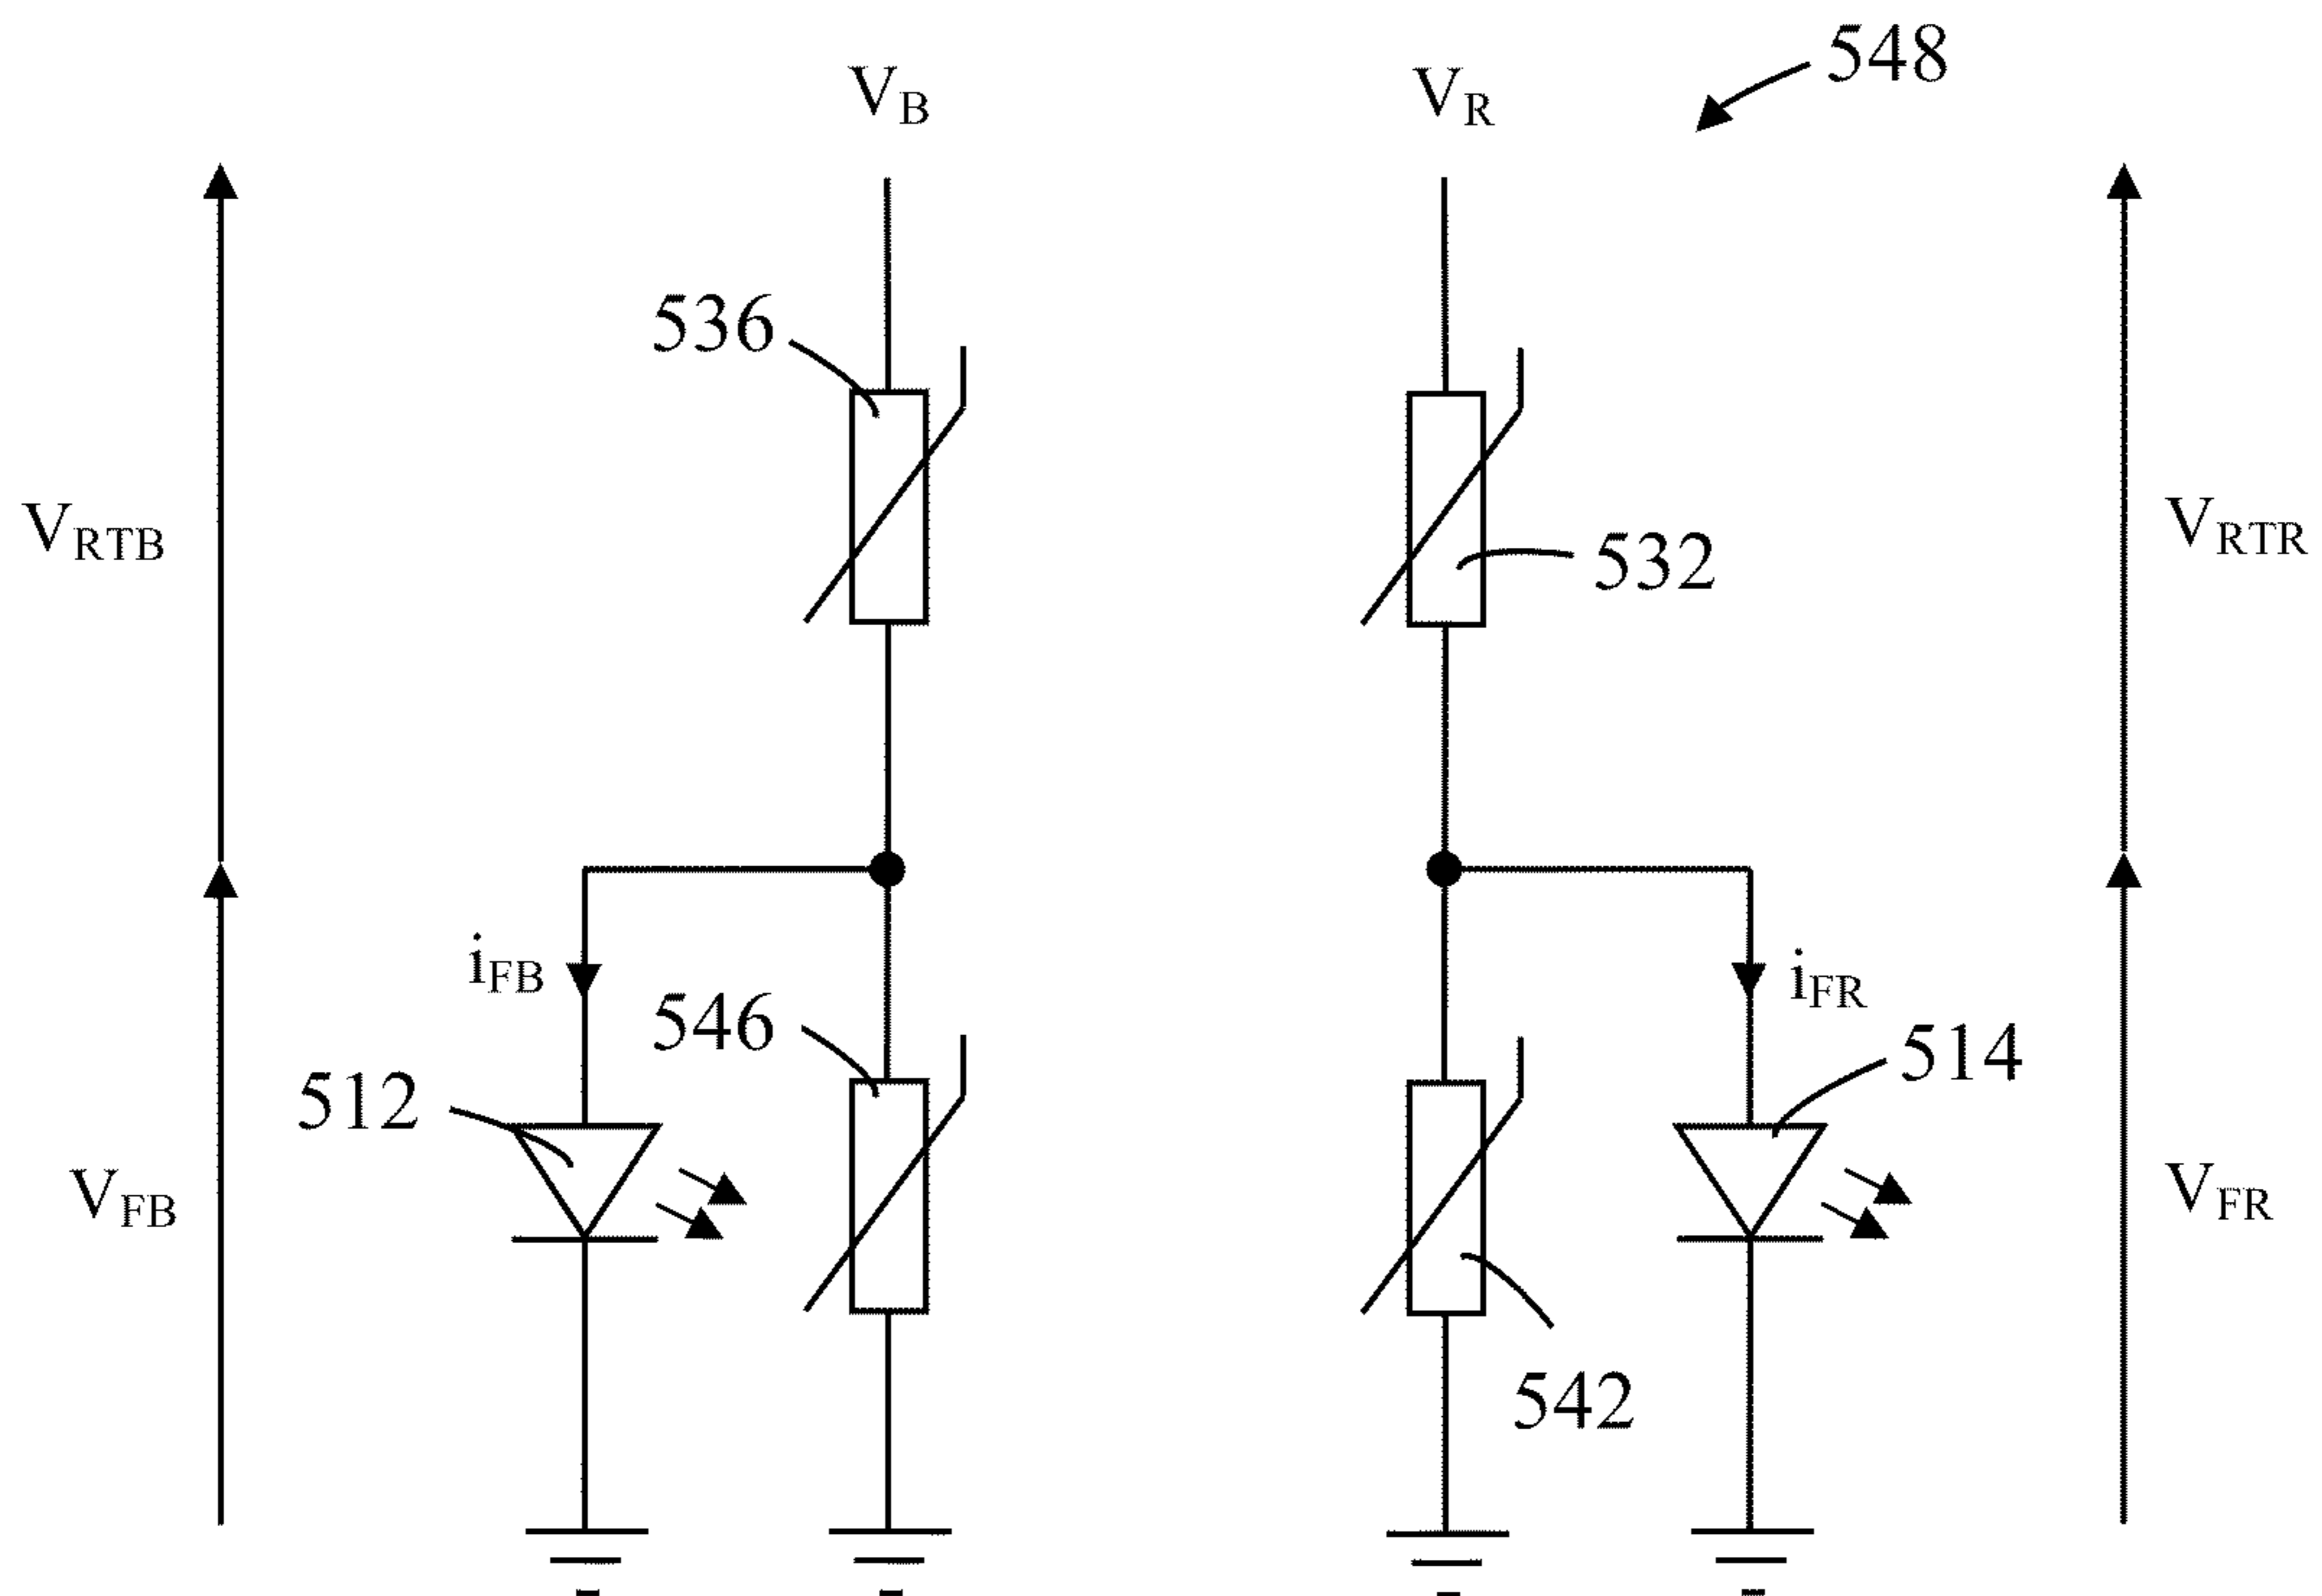 548
V_B
V_R
536
V_RTB
V_RTR
532
i_FB
i_FR
546
514
512
V_FB
V_FR
542